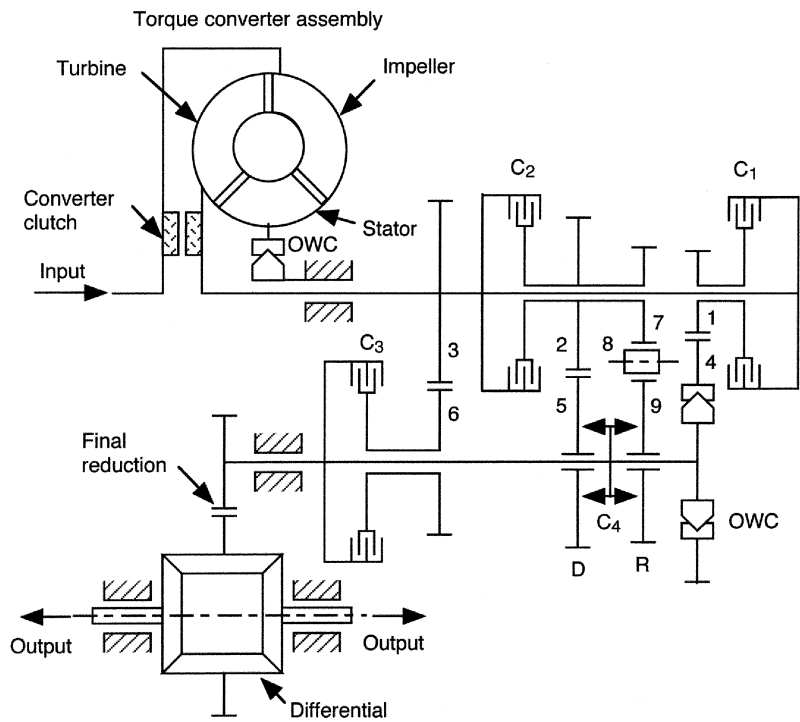 Torque converter assembly
Turbine
Impeller
C2
C1
Converter
clutch
Stator
OWC
Input
7
1
C3
3
2
8
4
6
5
9
Final
reduction
C4
OWC
D
R
Output
Output
Differential